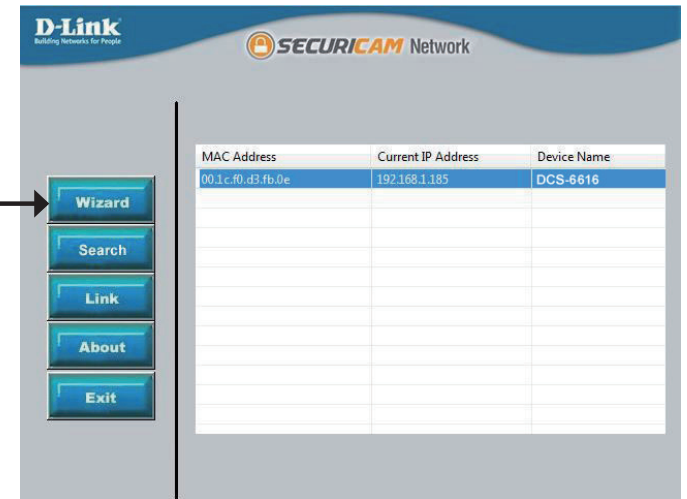 D-Link
Building Networks for People
SECURICAM Network
MAC Address Current IP Address Device Name
00.1c.f0.d3.fb.0e 192.168.1.185 DCS-6616
Wizard
Search
Link
About
Exit